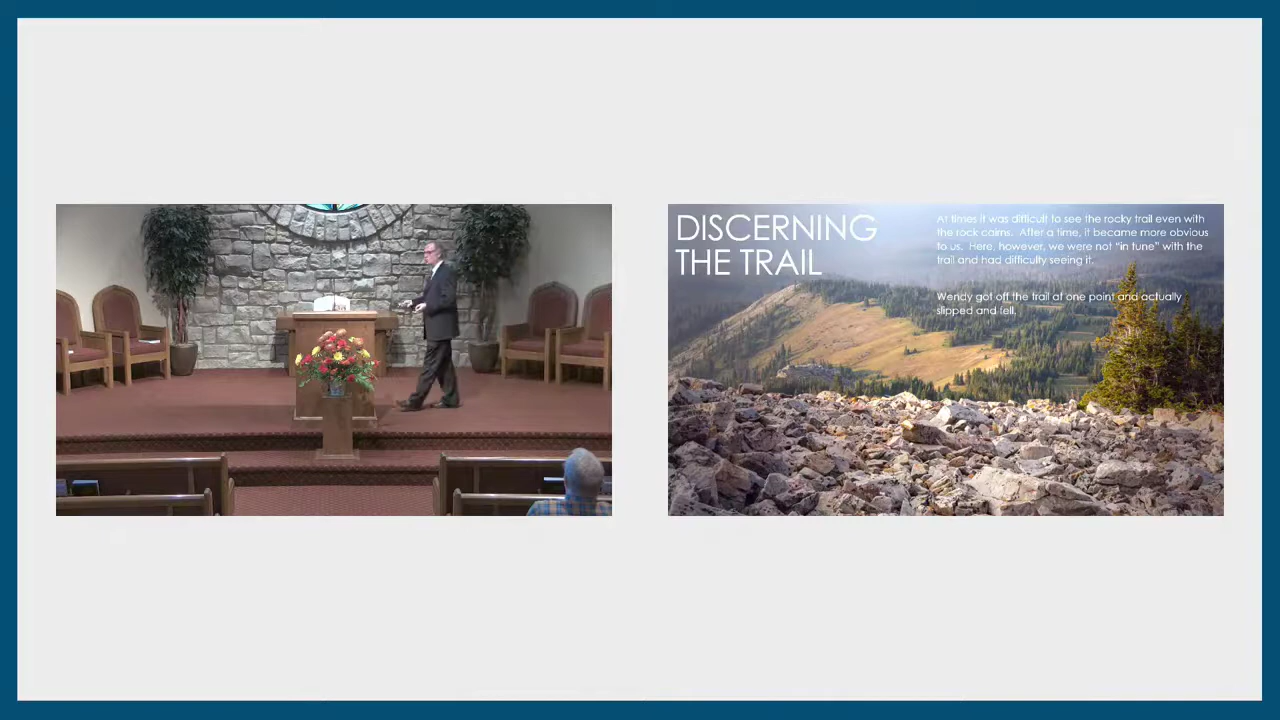 DISCERNING
THE TRAIL
At times it was difficult to see the rocky trail even with
the rock cairns.  After a time, it became more obvious
to us.  Here, however, we were not “in tune” with the
trail and had difficulty seeing it.
Wendy got off the trail at one point and actually
slipped and fell.